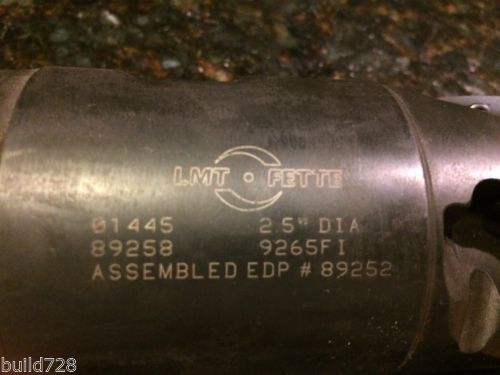 LMT FETTE
01445 2.5" DIA
89258 9265FI
ASSEMBLED EDP # 89252
build728